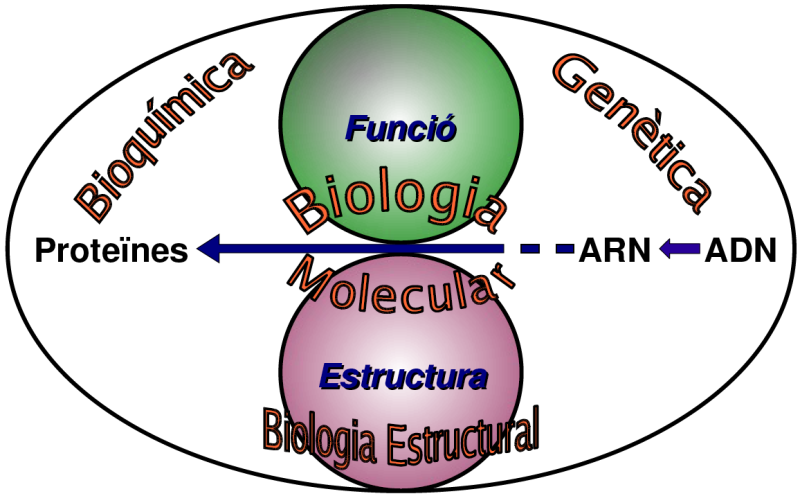 Bioquímica
Genètica
Funció
Biologia
Proteïnes
ARN
ADN
Molecular
Estructura
Biologia Estructural